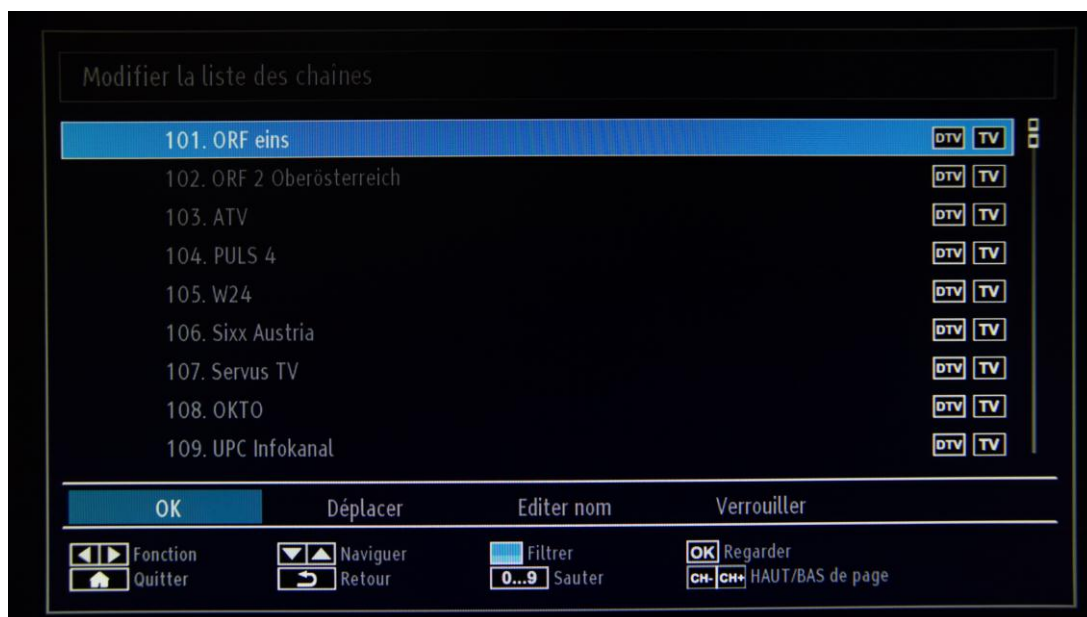 Modifier la liste des chaines
101. ORF eins DTV TV
102. ORF 2 Oberösterreich DTV TV
103. ATV DTV TV
104. PULS 4 DTV TV
105. W24 DTV TV
106. Sixx Austria DTV TV
107. Servus TV DTV TV
108. OKTO DTV TV
109. UPC Infokanal DTV TV
OK Déplacer Editer nom Verrouiller
Fonction Naviguer Filtrer OK Regarder
Quitter Retour 0...9 Sauter CH- CH+ HAUT/BAS de page